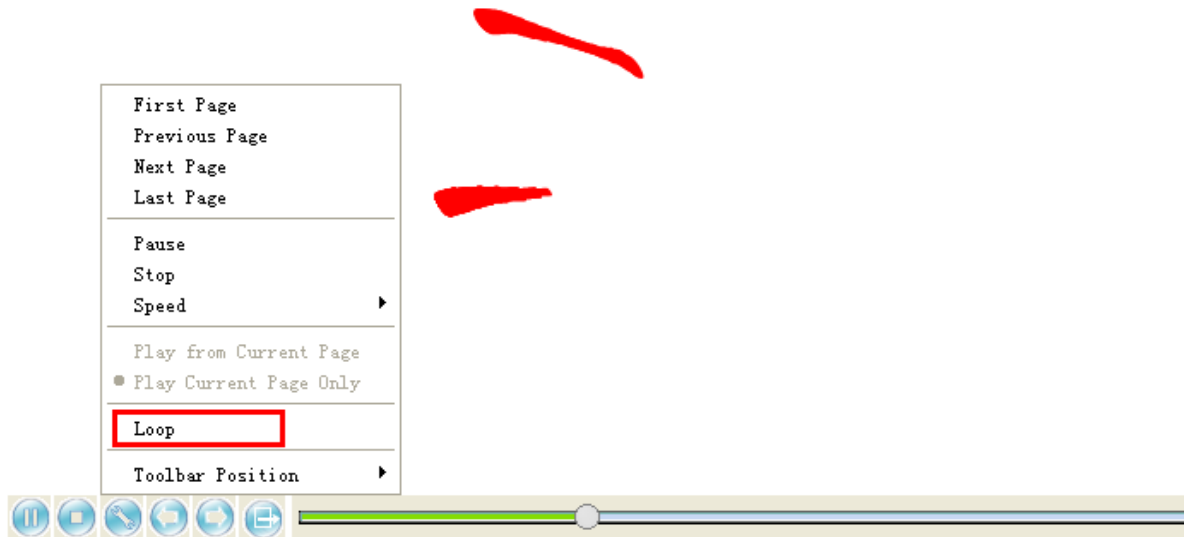 First Page
Previous Page
Next Page
Last Page
Pause
Stop
Speed
Play from Current Page
Play Current Page Only
Loop
Toolbar Position